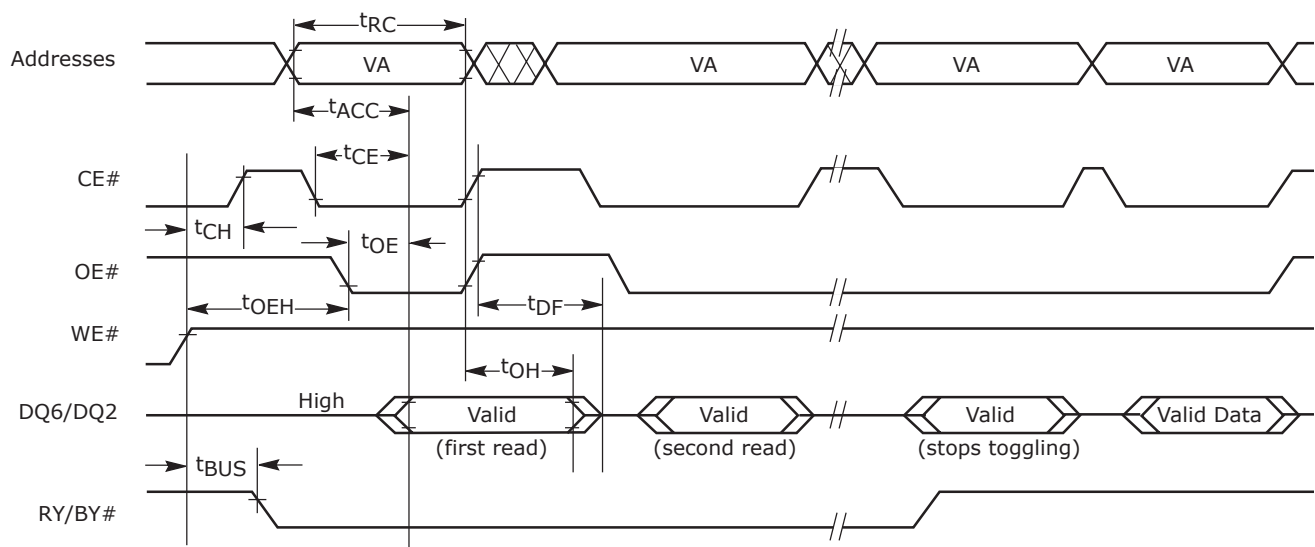 tRC
Addresses VA VA VA VA
tACC
tCE
CE#
tCH tOE
OE#
tOEH tDF
WE#
tOH
DQ6/DQ2 High Valid Valid Valid Valid Data
(first read) (second read) (stops toggling)
tBUS
RY/BY#